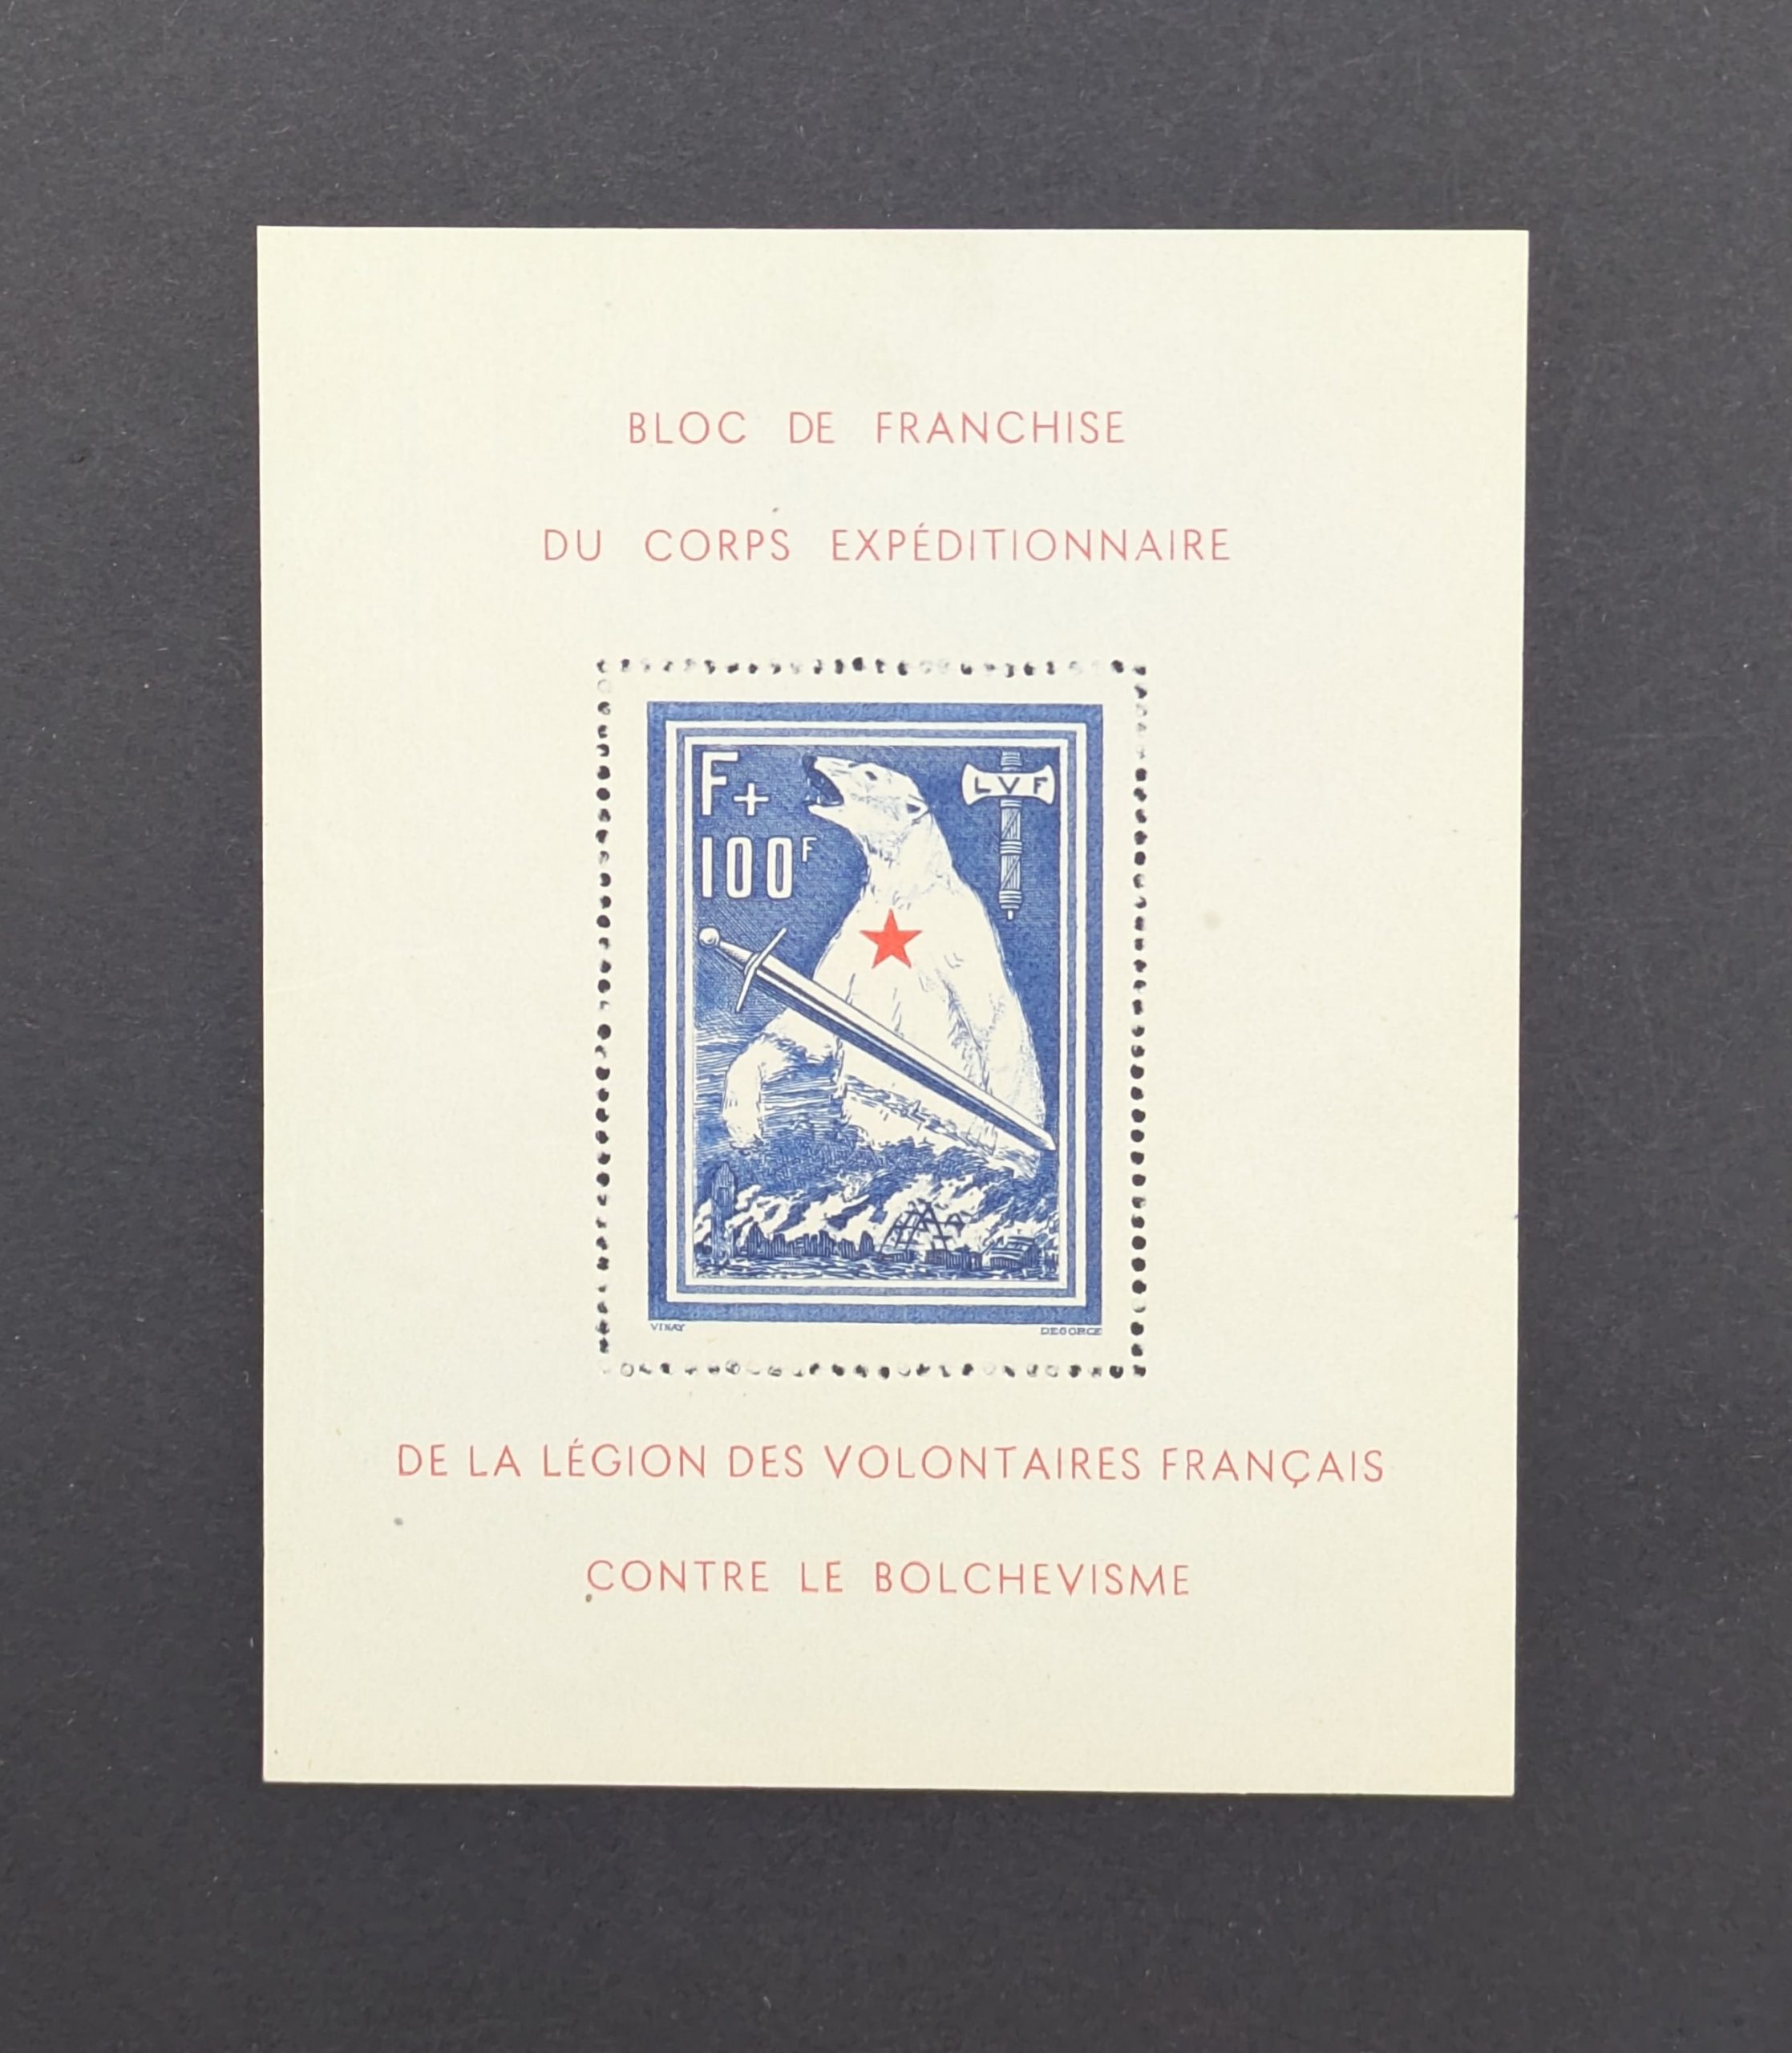 BLOC DE FRANCHISE
DU CORPS EXPÉDITIONNAIRE
F+
100F
LVF
VINAY
DEGORCE
DE LA LÉGION DES VOLONTAIRES FRANÇAIS
CONTRE LE BOLCHEVISME